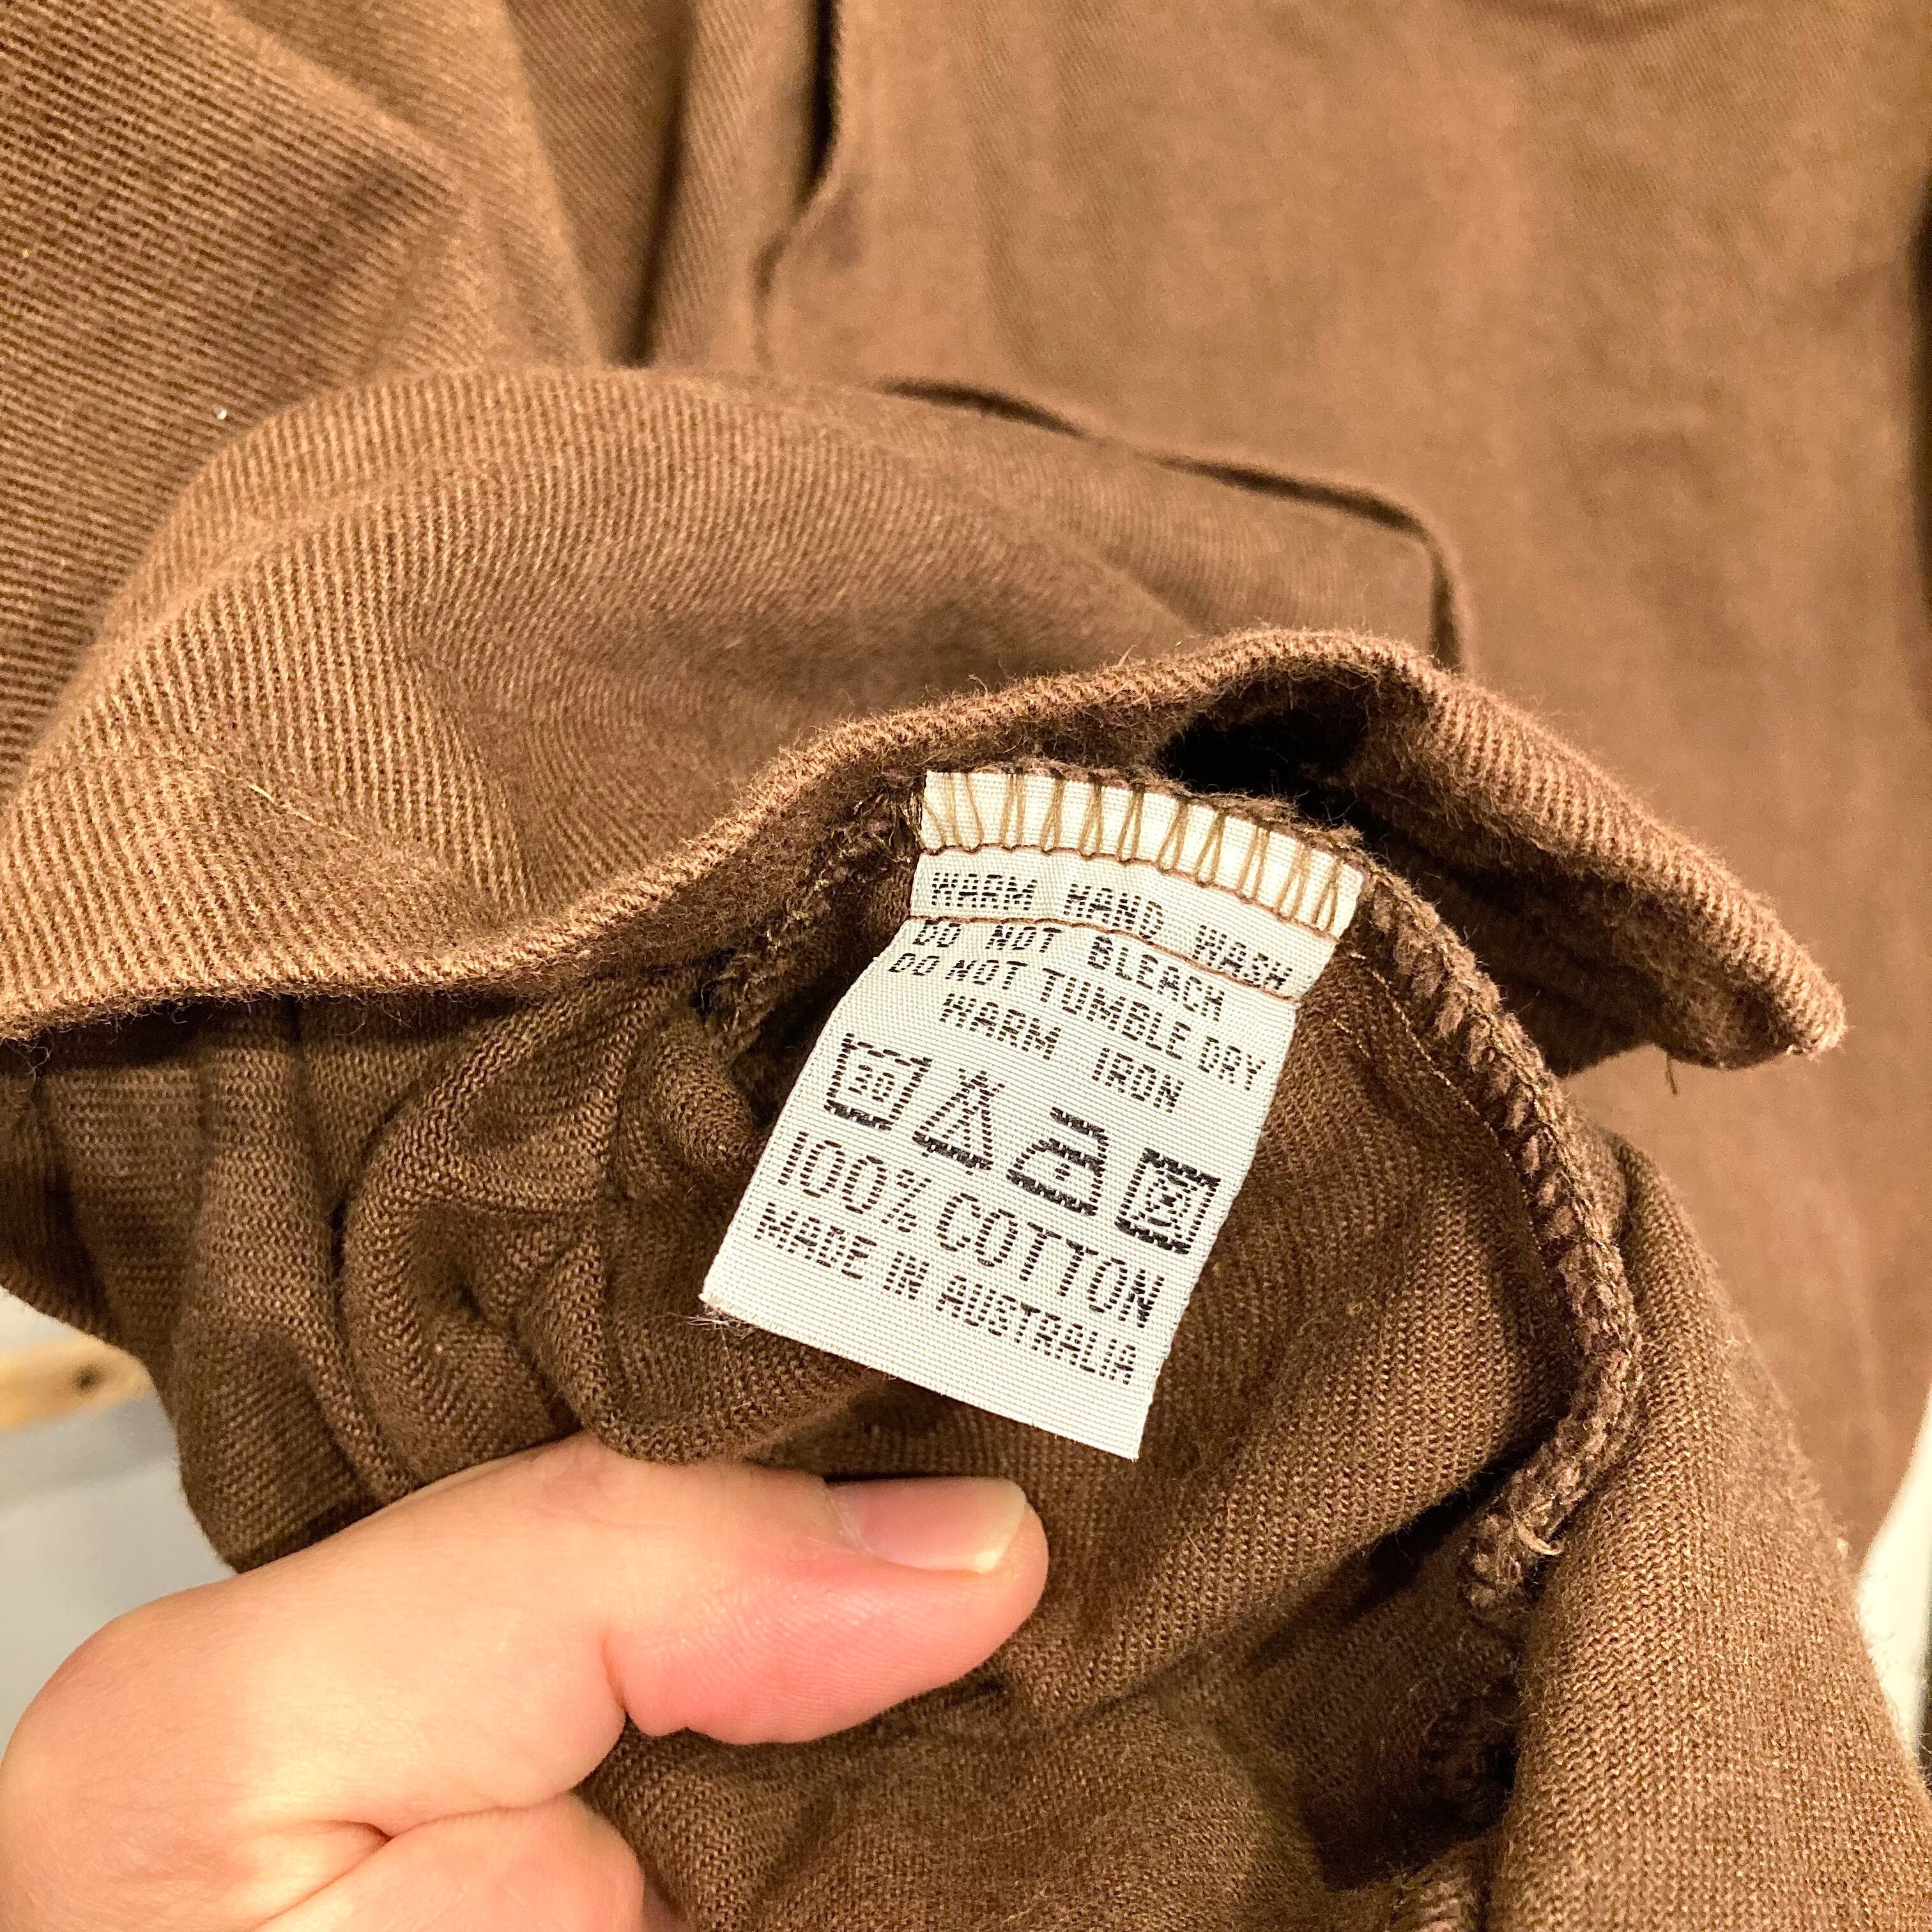 WARM HAND WASH
DO NOT BLEACH
DO NOT TUMBLE DRY
WARM IRON
30
100% COTTON
MADE IN AUSTRALIA